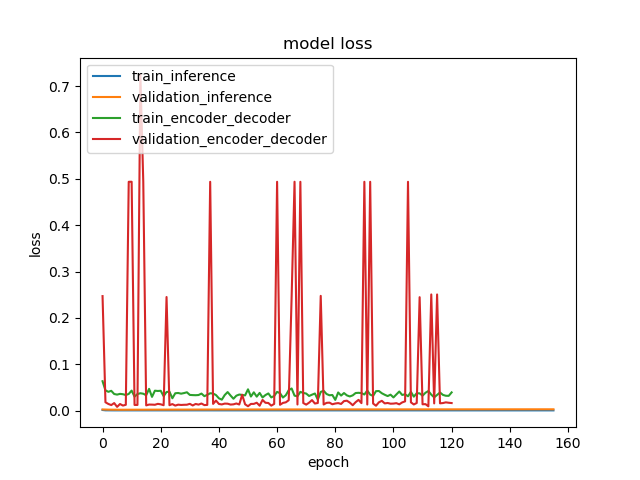 model loss
train_inference
validation_inference
train_encoder_decoder
validation_encoder_decoder
loss
0.7
0.6
0.5
0.4
0.3
0.2
0.1
0.0
0 20 40 60 80 100 120 140 160
epoch